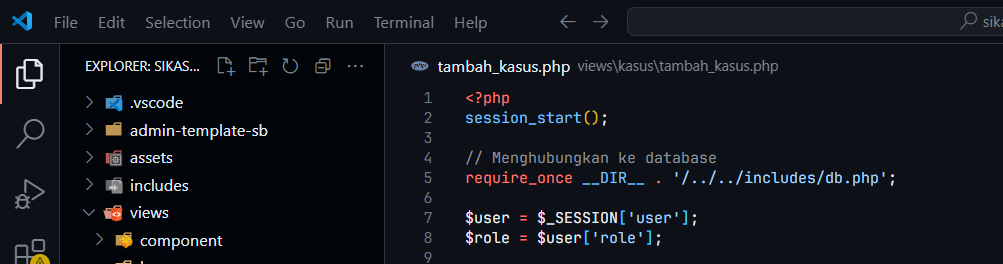 File Edit Selection View Go Run Terminal Help
EXPLORER: SIKAS...
.vscode
admin-template-sb
assets
includes
views
component
tambah_kasus.php views\kasus\tambah_kasus.php
1 <?php
2 session_start();
3
4 // Menghubungkan ke database
5 require_once __DIR__ . '/../../includes/db.php';
6
7 $user = $_SESSION['user'];
8 $role = $user['role'];
9